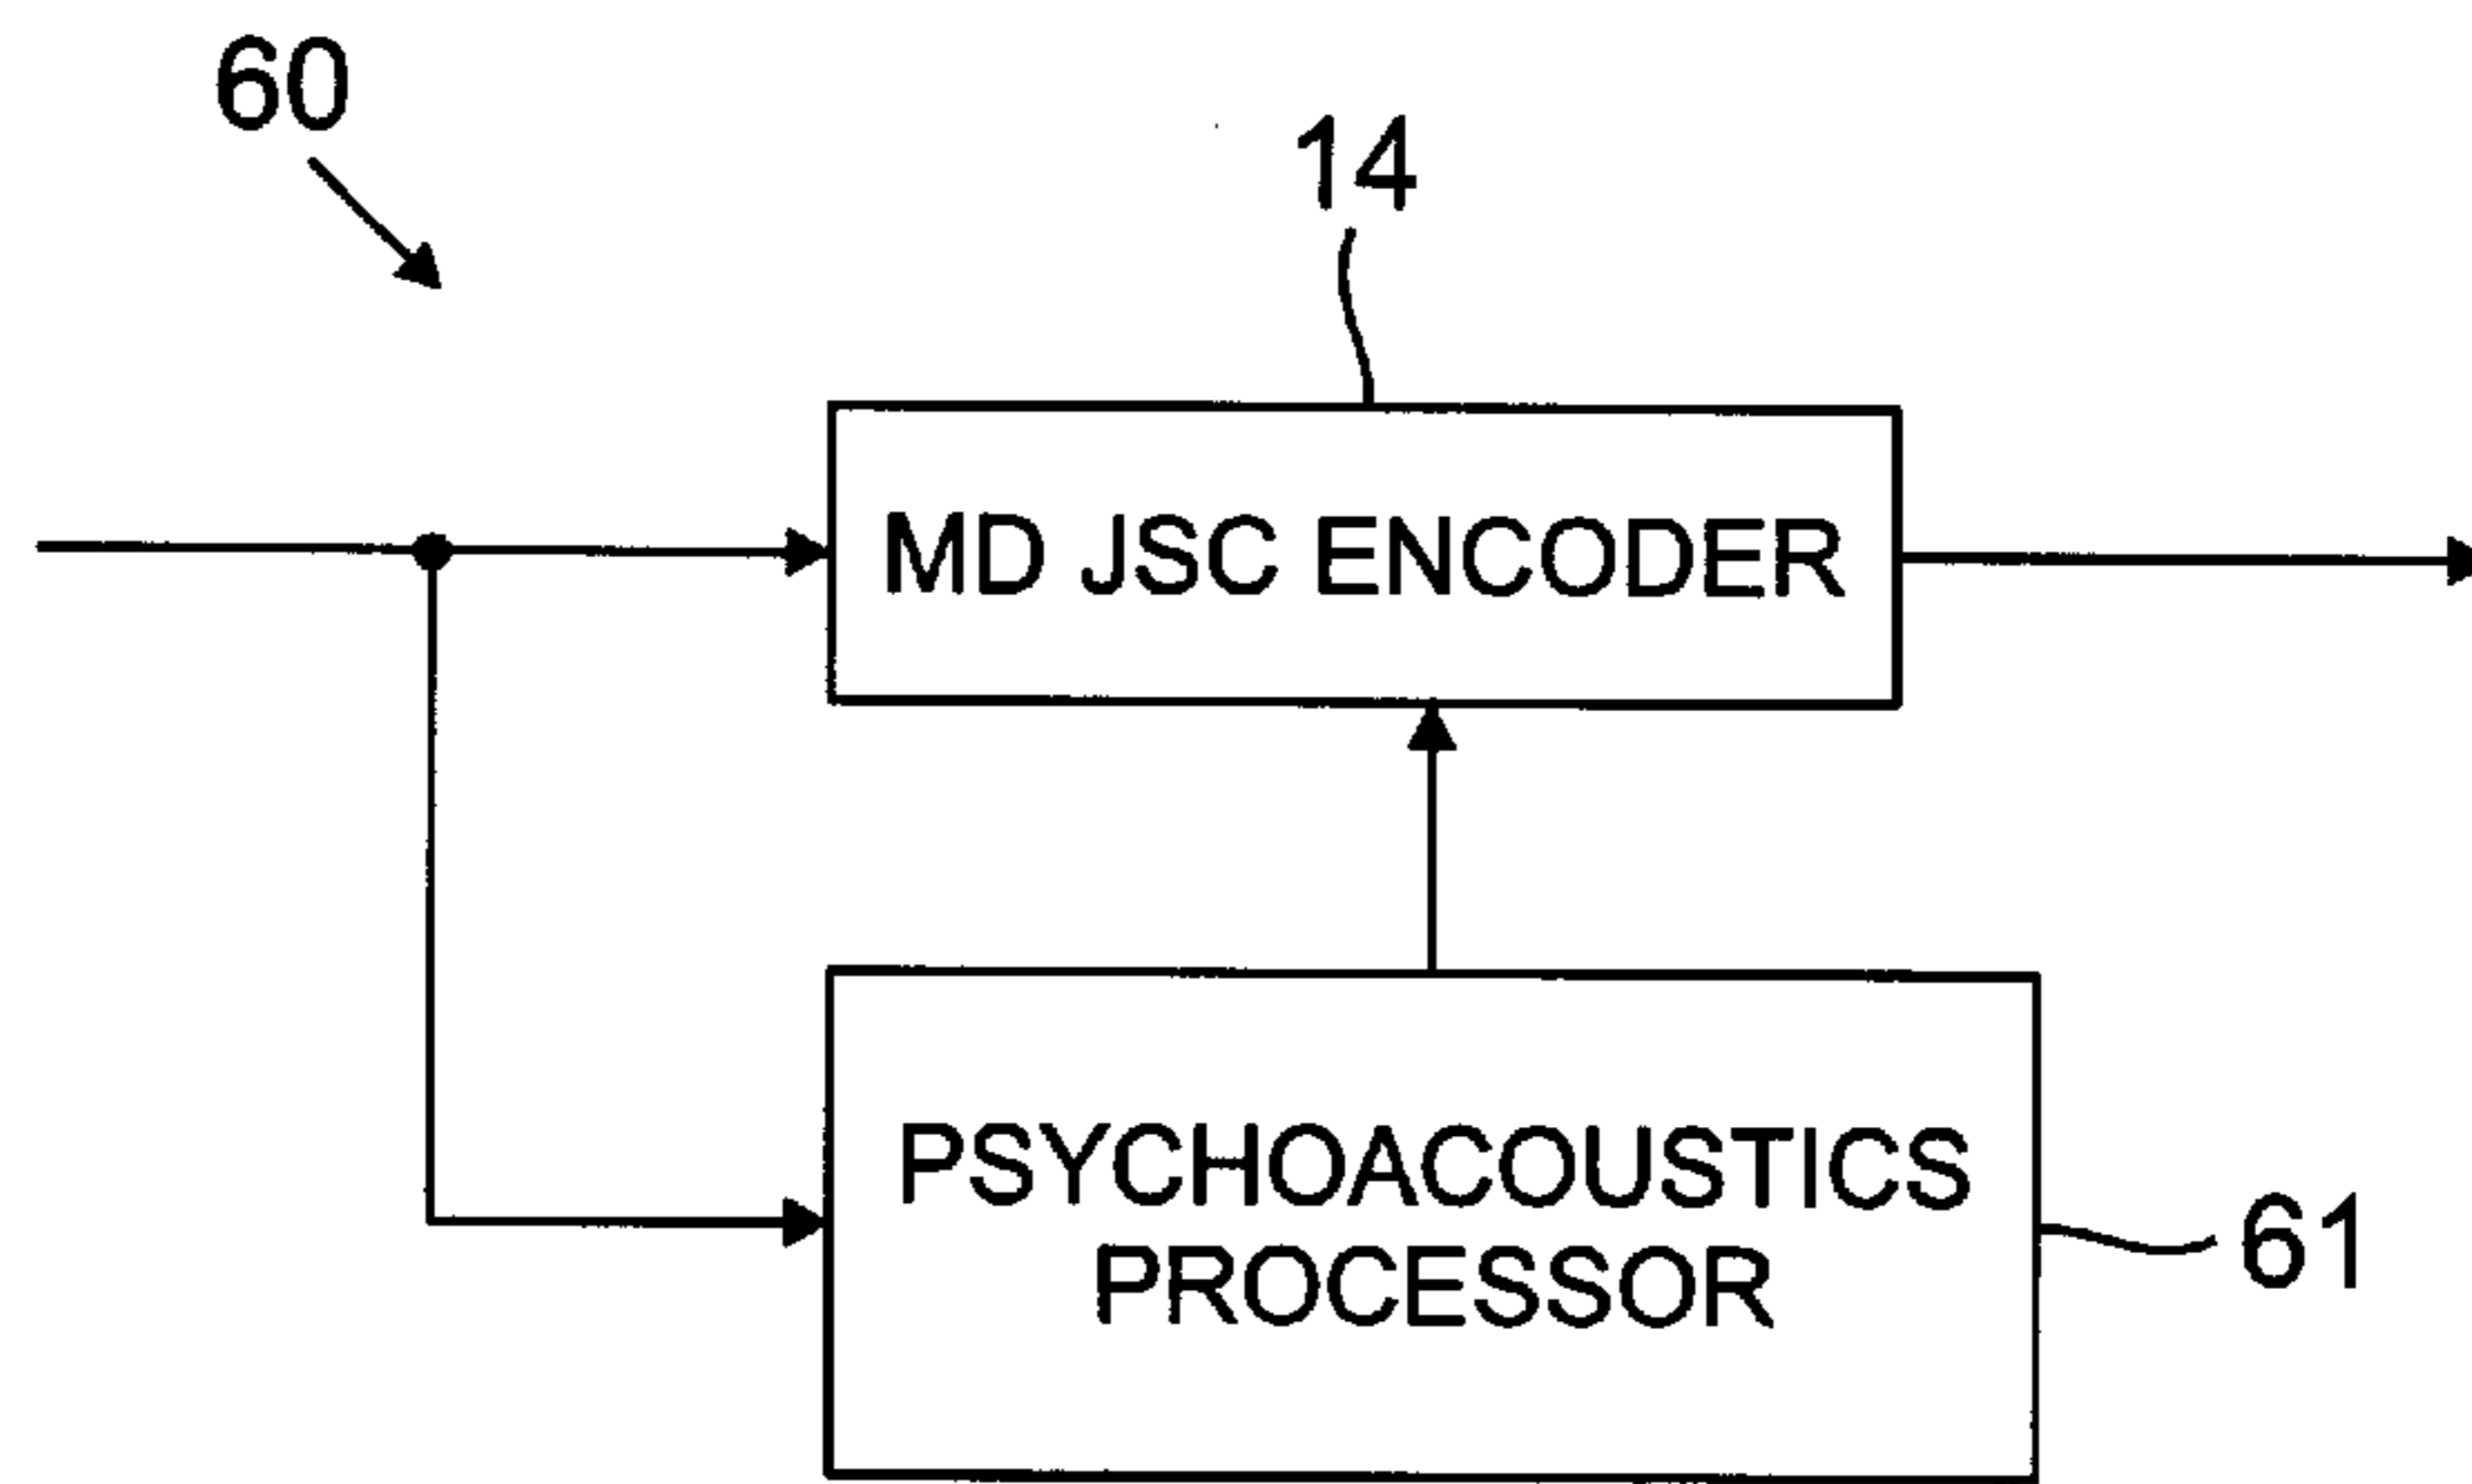 60
14
MD JSC ENCODER
PSYCHOACOUSTICS
PROCESSOR
61